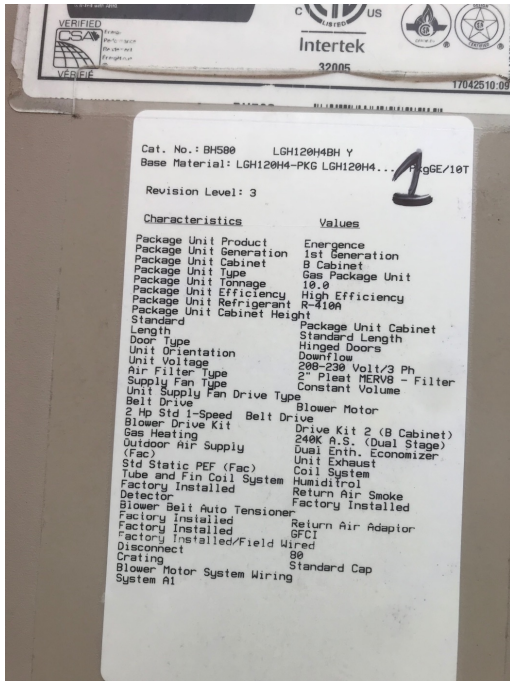 VERIFIED
CSA
VÉRIFIÉ
C US
LISTED
Intertek
32005
17042510:09
1
Cat. No.: BH580 LGH120H4BH Y
Base Material: LGH120H4-PKG LGH120H4... PkgGE/10T
Revision Level: 3
Characteristics Values
Package Unit Product Energence
Package Unit Generation 1st Generation
Package Unit Cabinet B Cabinet
Package Unit Type Gas Package Unit
Package Unit Tonnage 10.0
Package Unit Efficiency High Efficiency
Package Unit Refrigerant R-410A
Package Unit Cabinet Height
Standard Package Unit Cabinet
Length Standard Length
Door Type Hinged Doors
Unit Orientation Downflow
Unit Voltage 208-230 Volt/3 Ph
Air Filter Type 2" Pleat MERV8 - Filter
Supply Fan Type Constant Volume
Unit Supply Fan Drive Type
Belt Drive Blower Motor
2 Hp Std 1-Speed Belt Drive
Blower Drive Kit Drive Kit 2 (B Cabinet)
Gas Heating 240K A.S. (Dual Stage)
Outdoor Air Supply Dual Enth. Economizer
(Fac) Unit Exhaust
Std Static PEF (Fac) Coil System
Tube and Fin Coil System Humiditrol
Factory Installed Return Air Smoke
Detector Factory Installed
Blower Belt Auto Tensioner
Factory Installed Return Air Adaptor
Factory Installed GFCI
Factory Installed/Field Wired
Disconnect 80
Crating Standard Cap
Blower Motor System Wiring
System A1